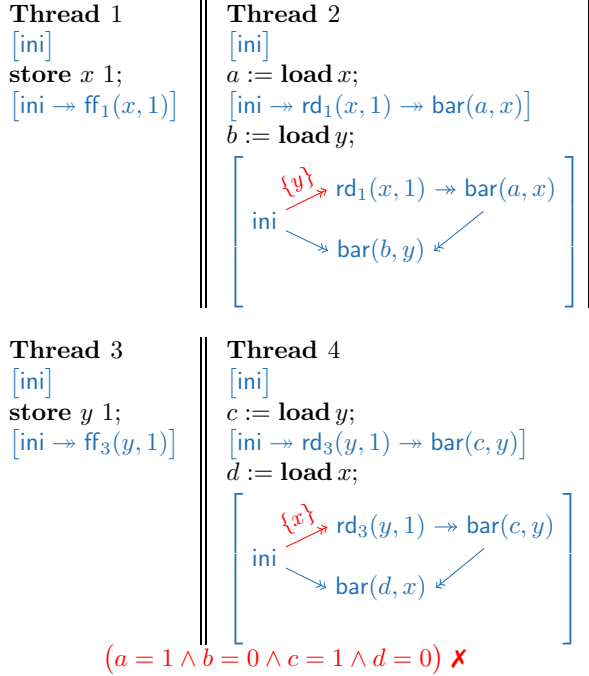 Thread 1
[ini]
store x 1;
[ini ↠ ff₁(x, 1)]
Thread 2
[ini]
a := load x;
[ini → rd₁(x, 1) ↠ bar(a, x)]
b := load y;
{y} rd₁(x, 1) ↠ bar(a, x)
ini
bar(b, y)
Thread 3
[ini]
store y 1;
[ini ↠ ff₃(y, 1)]
Thread 4
[ini]
c := load y;
[ini → rd₃(y, 1) ↠ bar(c, y)]
d := load x;
{x} rd₃(y, 1) ↠ bar(c, y)
ini
bar(d, x)
(a = 1 ∧ b = 0 ∧ c = 1 ∧ d = 0) ✗